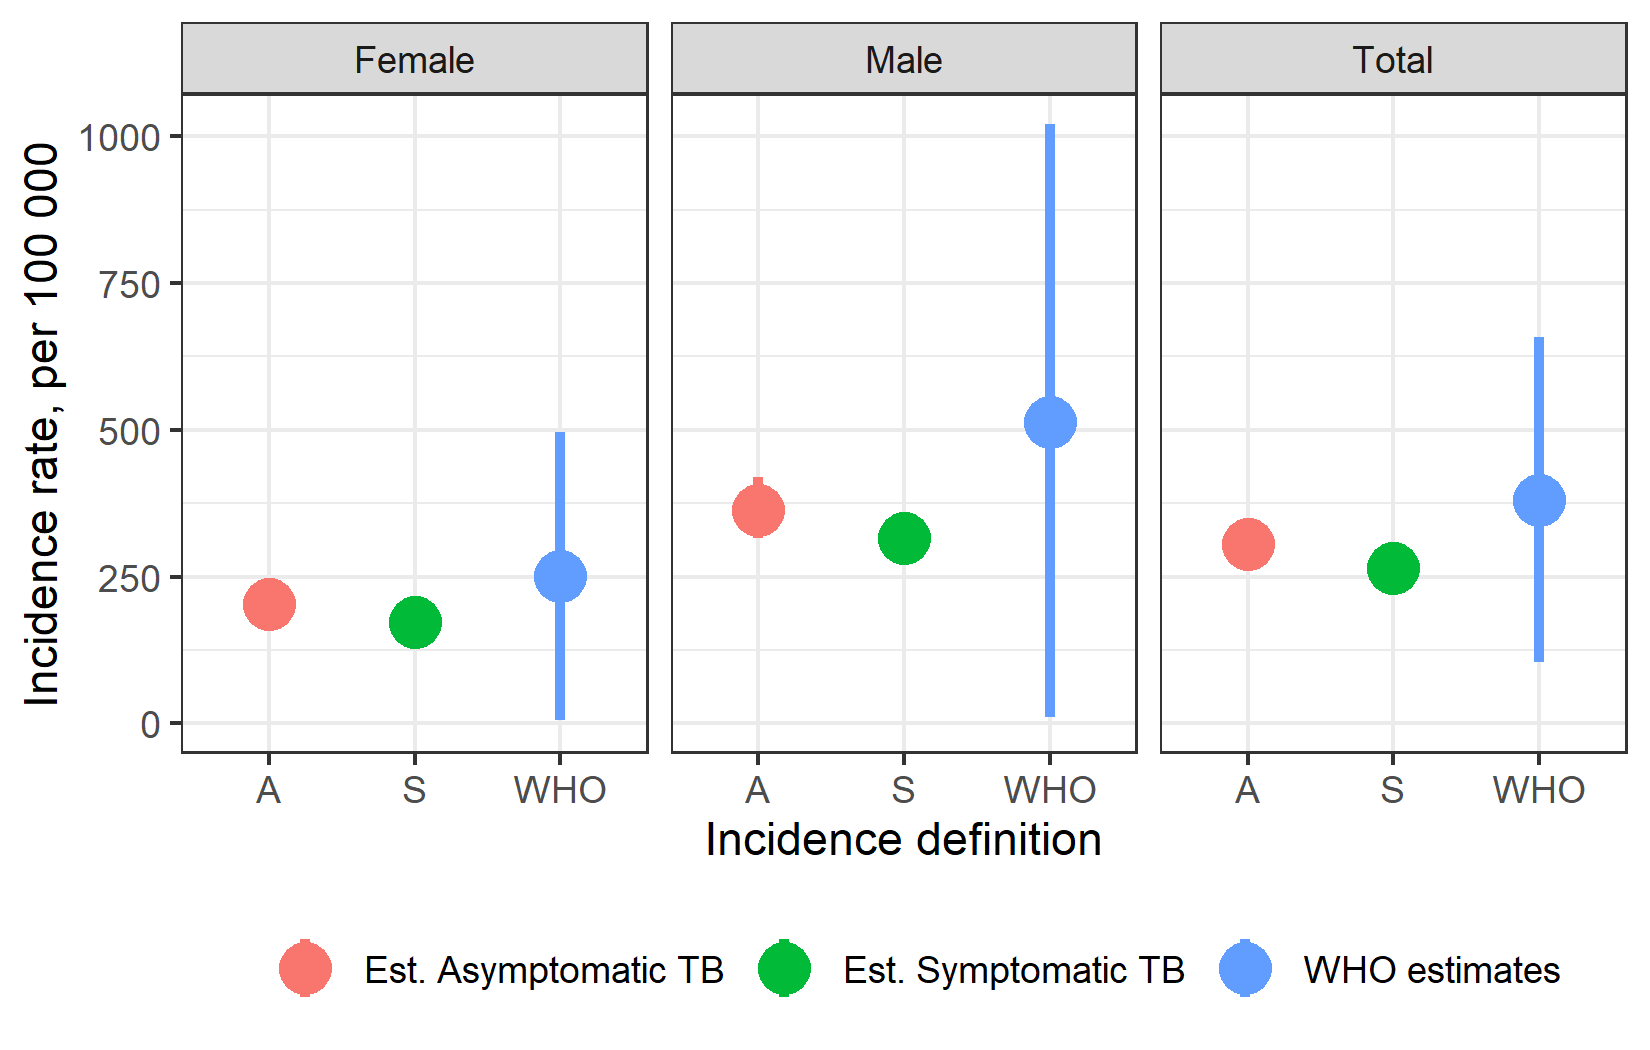 Female Male Total
Incidence rate, per 100 000
1000
750
500
250
0
A S WHO A S WHO A S WHO
Incidence definition
Est. Asymptomatic TB Est. Symptomatic TB WHO estimates